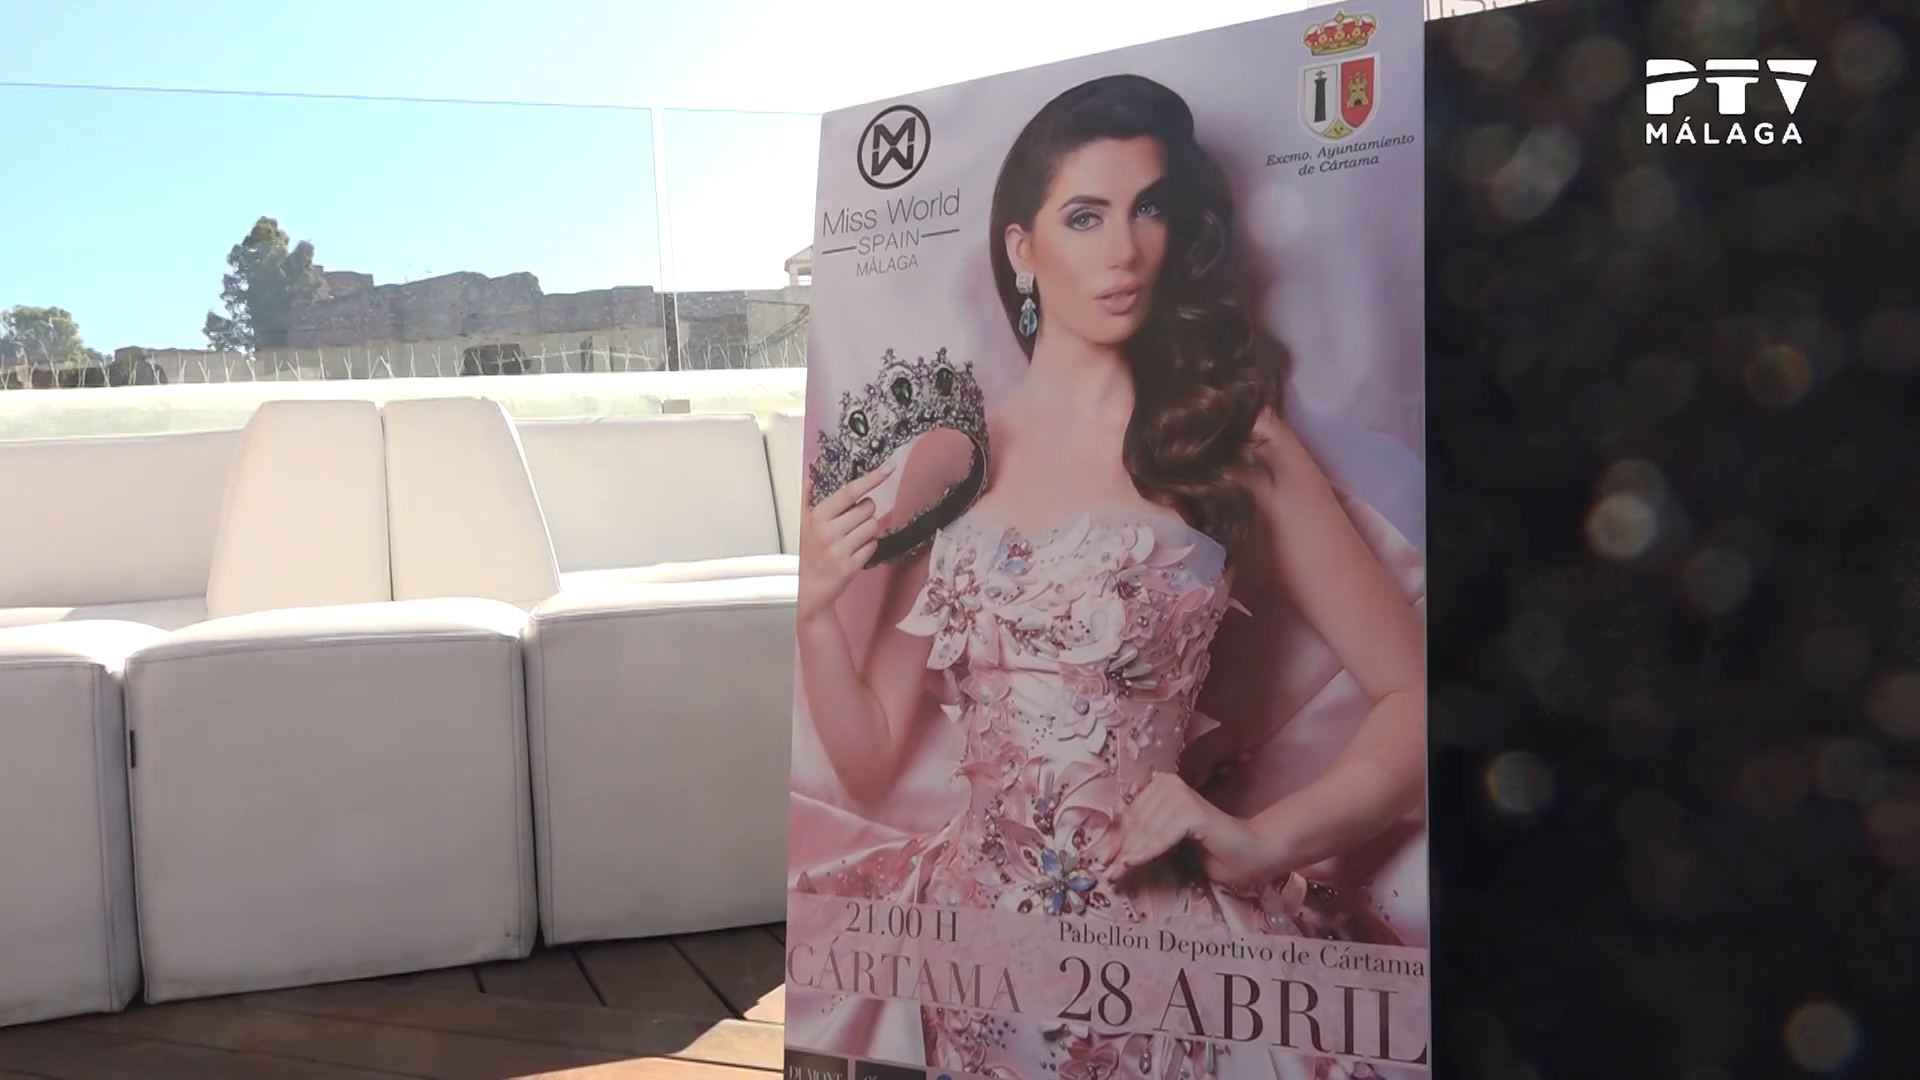 PTV
MÁLAGA
Miss World
SPAIN
MÁLAGA
Excmo. Ayuntamiento
de Cártama
21.00 H
CÁRTAMA
Pabellón Deportivo de Cártama
28 ABRIL